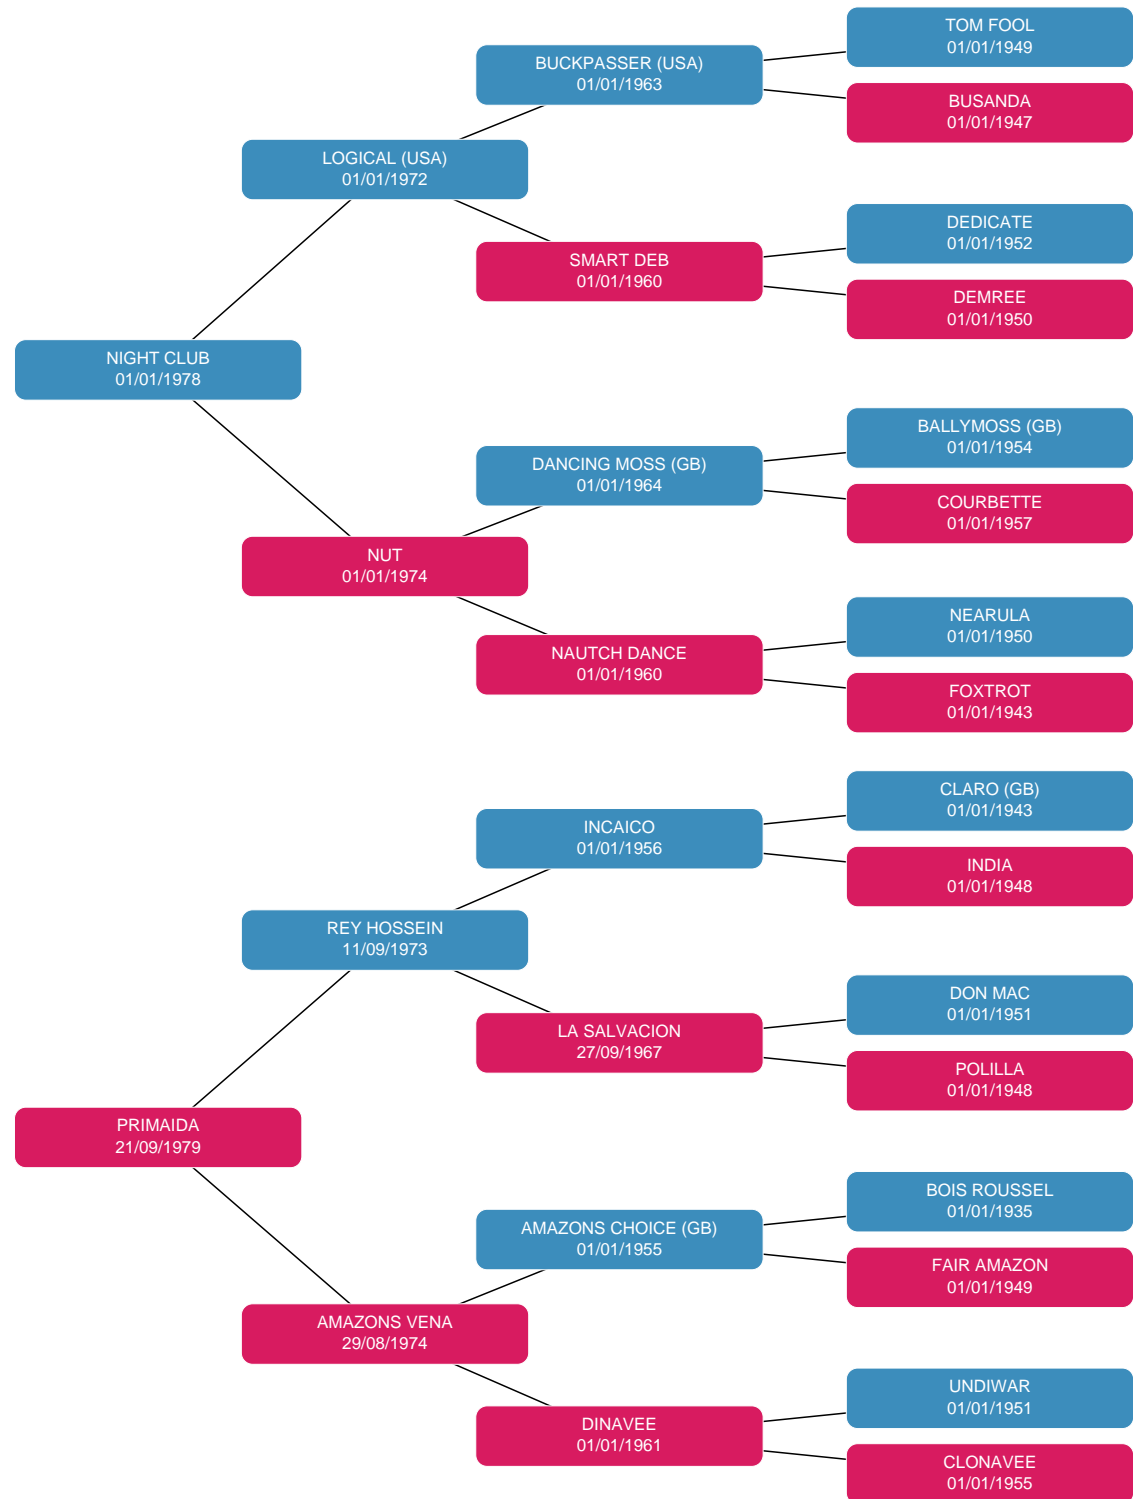 TOM FOOL
01/01/1949
BUCKPASSER (USA)
01/01/1963
BUSANDA
01/01/1947
LOGICAL (USA)
01/01/1972
DEDICATE
01/01/1952
SMART DEB
01/01/1960
DEMREE
01/01/1950
NIGHT CLUB
01/01/1978
BALLYMOSS (GB)
01/01/1954
DANCING MOSS (GB)
01/01/1964
COURBETTE
01/01/1957
NUT
01/01/1974
NEARULA
01/01/1950
NAUTCH DANCE
01/01/1960
FOXTROT
01/01/1943
CLARO (GB)
01/01/1943
INCAICO
01/01/1956
INDIA
01/01/1948
REY HOSSEIN
11/09/1973
DON MAC
01/01/1951
LA SALVACION
27/09/1967
POLILLA
01/01/1948
PRIMAIDA
21/09/1979
BOIS ROUSSEL
01/01/1935
AMAZONS CHOICE (GB)
01/01/1955
FAIR AMAZON
01/01/1949
AMAZONS VENA
29/08/1974
UNDIWAR
01/01/1951
DINAVEE
01/01/1961
CLONAVEE
01/01/1955